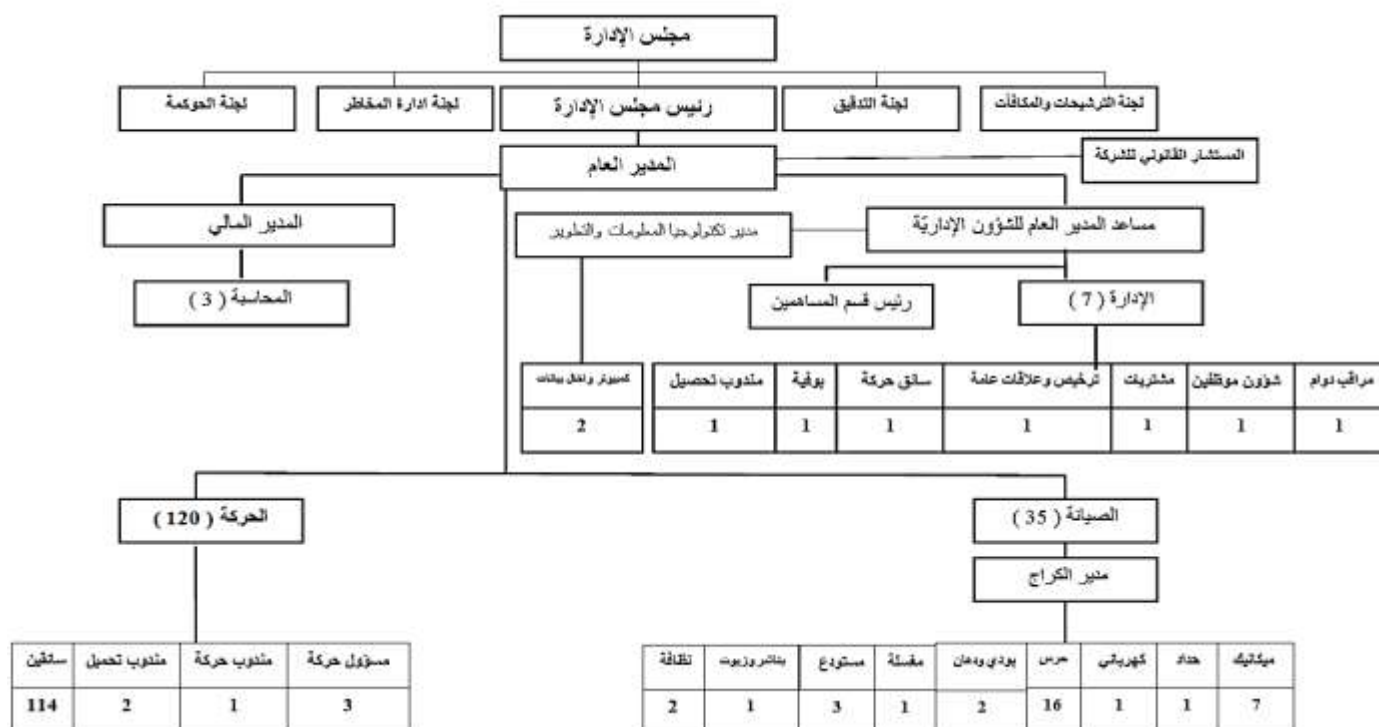 مجلس الإدارة
لجنة الترشيحات والمكافأت
لجنة التدقيق
رئيس مجلس الإدارة
لجنة ادارة المخاطر
لجنة الحوكمة
المدير العام
المستشار القانوني للشركة
مساعد المدير العام للشؤون الإداريّة
مدير تكنولوجيا المعلومات والتطوير
المدير المالي
الإدارة ( 7 )
رئيس قسم المساهمين
المحاسبة ( 3 )
مراقب دوام
شؤون موظفين
مشتريات
ترخيص وعلاقات عامة
سائق حركة
بوفية
مندوب تحصيل
كمبيوتر وادخال بيانات
1
1
1
1
1
1
1
2
الصيانة ( 35 )
الحركة ( 120 )
مدير الكراج
ميكانيك
حداد
كهربائي
حرس
بودي ودهان
مغسلة
مستودع
بناشر وزيوت
نظافة
7
1
1
16
2
1
3
1
2
مسؤول حركة
مندوب حركة
مندوب تحميل
سائقين
3
1
2
114